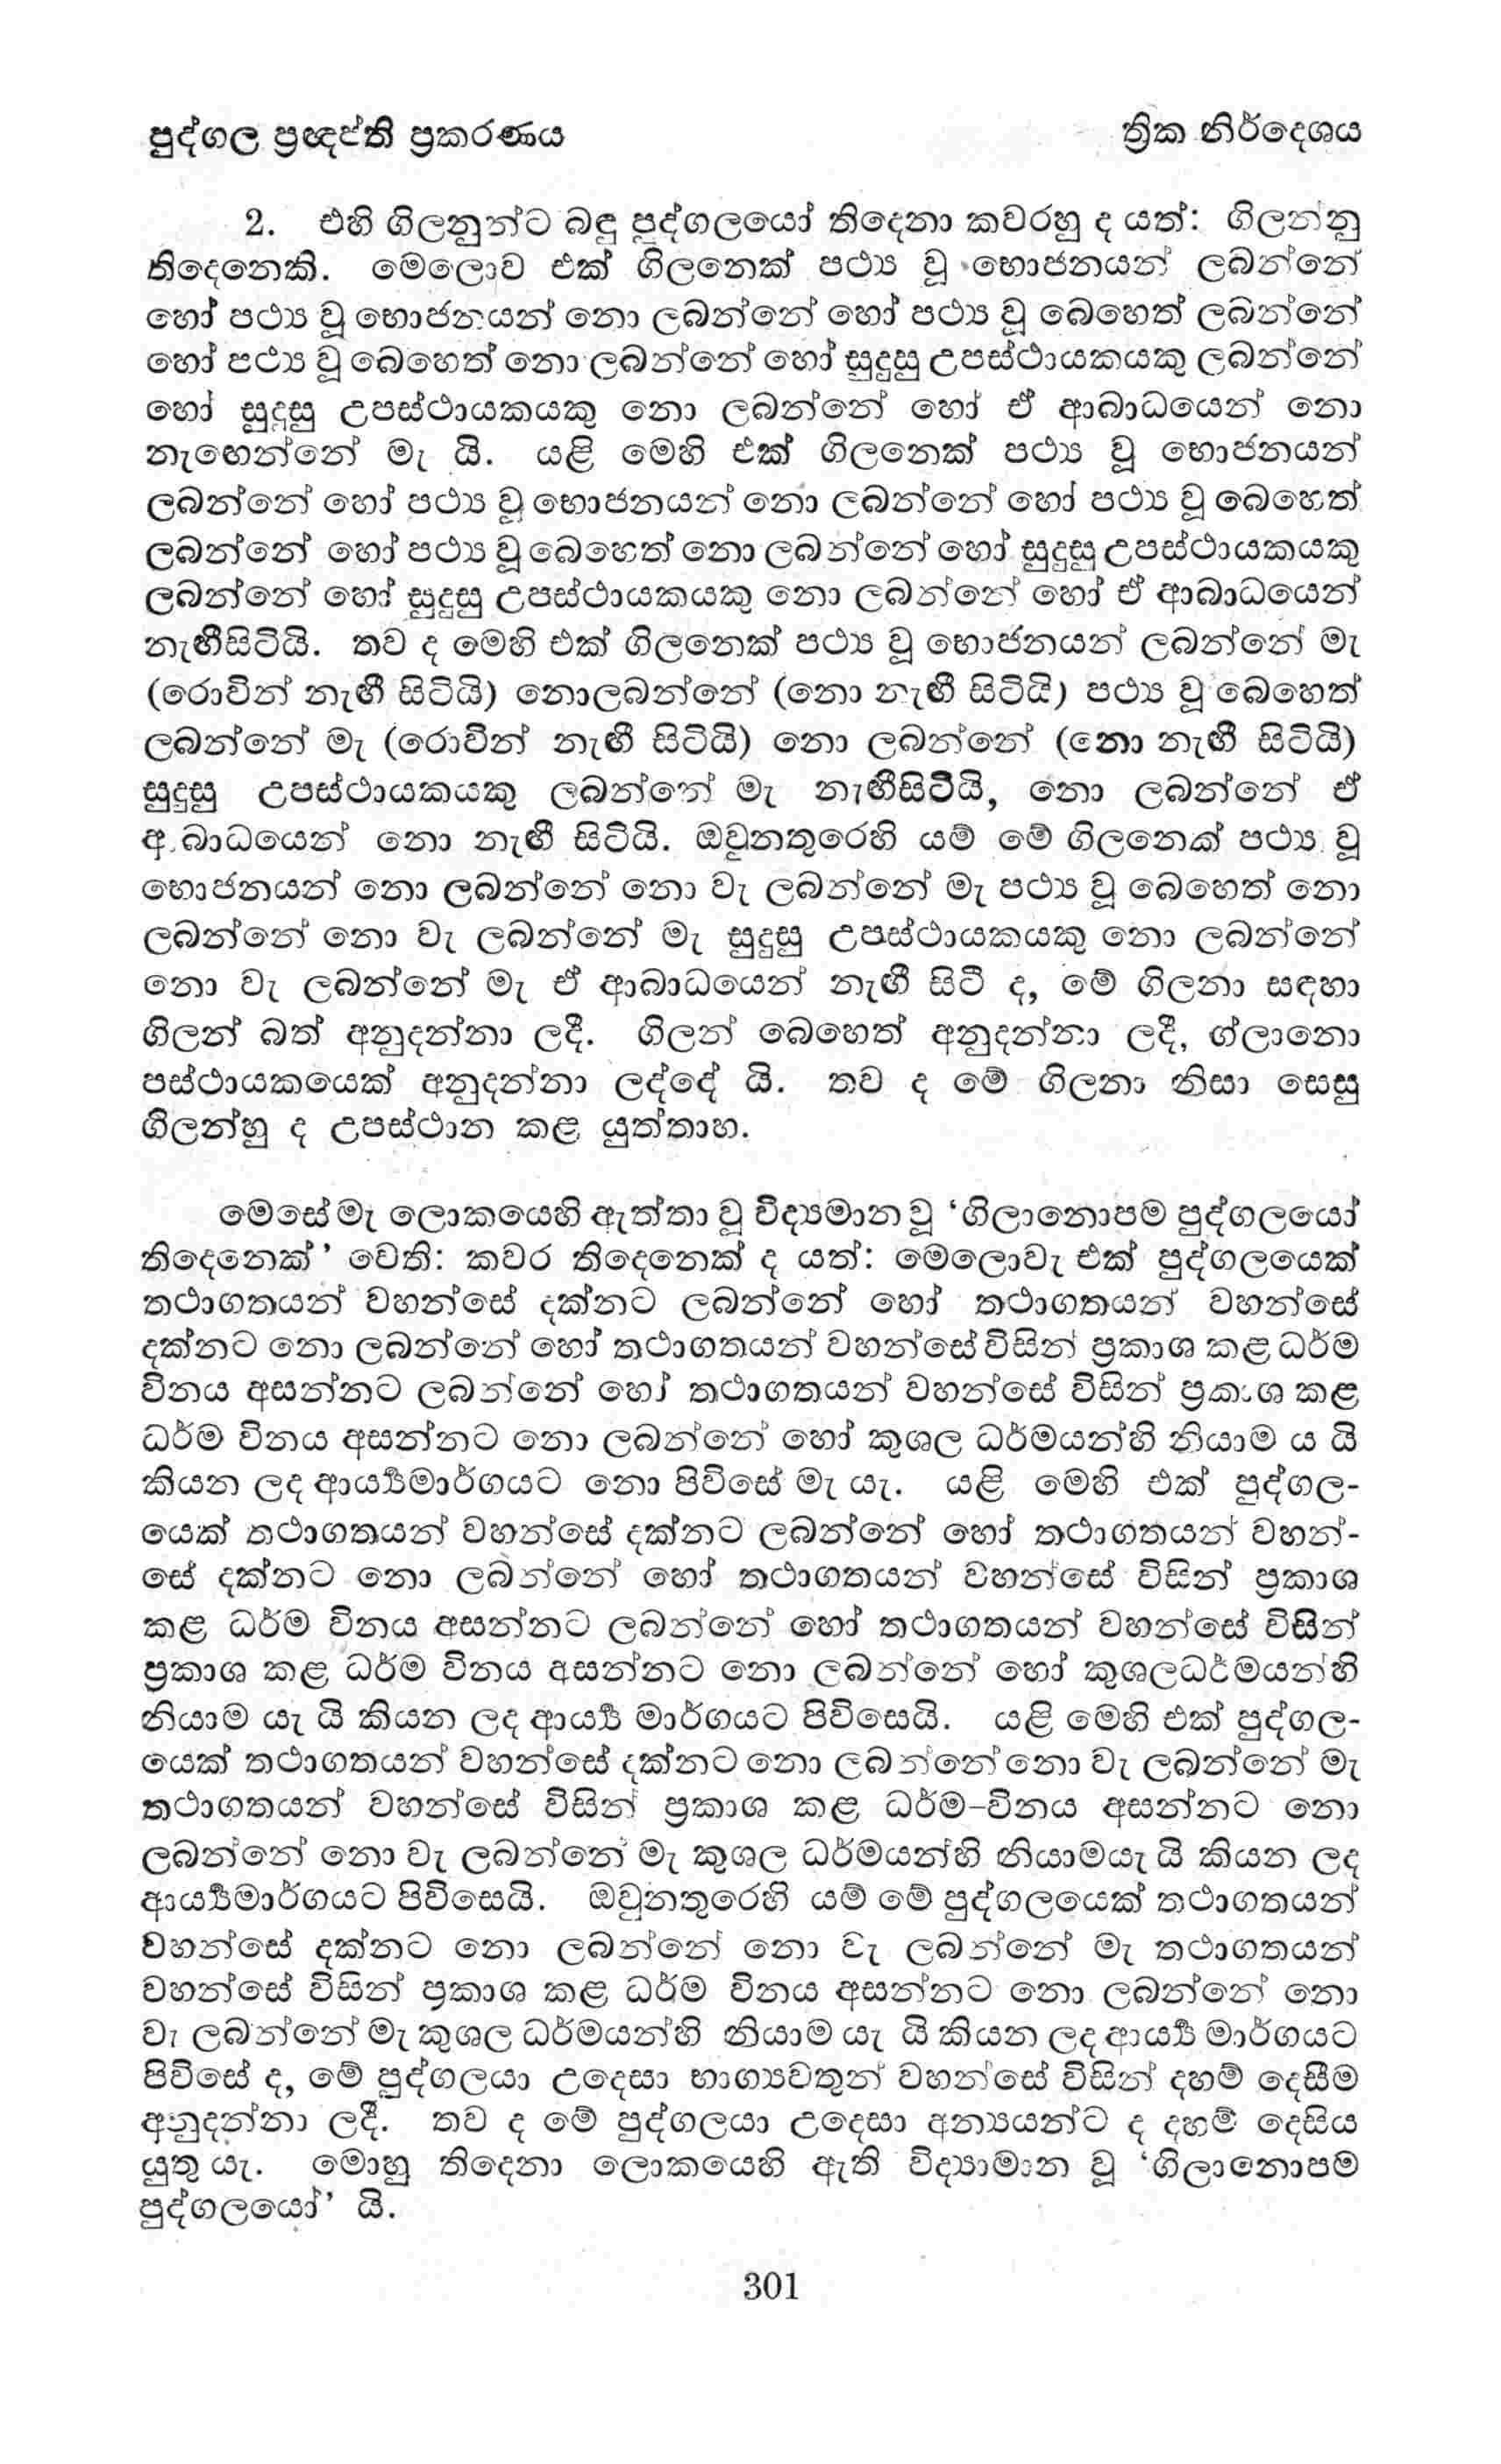 පුද්ගල ප්‍රඥප්ති ප්‍රකරණය
ත්‍රික නිර්දෙශය
2. එහි ගිලනුන්ට බඳු පුද්ගලයෝ තිදෙනා කවරහු ද යත්: ගිලන්නු
තිදෙනෙකි. මෙලොව එක් ගිලනෙක් පථ්‍ය වූ භොජනයන් ලබන්නේ
හෝ පථ්‍ය වූ භොජනයන් නො ලබන්නේ හෝ පථ්‍ය වූ බෙහෙත් ලබන්නේ
හෝ පථ්‍ය වූ බෙහෙත් නො ලබන්නේ හෝ සුදුසු උපස්ථායකයකු ලබන්නේ
හෝ සුදුසු උපස්ථායකයකු නො ලබන්නේ හෝ ඒ ආබාධයෙන් නො
නැඟෙන්නේ මැ යි. යළි මෙහි එක් ගිලනෙක් පථ්‍ය වූ භොජනයන්
ලබන්නේ හෝ පථ්‍ය වූ භොජනයන් නො ලබන්නේ හෝ පථ්‍ය වූ බෙහෙත්
ලබන්නේ හෝ පථ්‍ය වූ බෙහෙත් නො ලබන්නේ හෝ සුදුසු උපස්ථායකයකු
ලබන්නේ හෝ සුදුසු උපස්ථායකයකු නො ලබන්නේ හෝ ඒ ආබාධයෙන්
නැඟීසිටියි. තව ද මෙහි එක් ගිලනෙක් පථ්‍ය වූ භොජනයන් ලබන්නේ මැ
(රොවින් නැඟී සිටියි) නොලබන්නේ (නො නැඟී සිටියි) පථ්‍ය වූ බෙහෙත්
ලබන්නේ මැ (රොවින් නැඟී සිටියි) නො ලබන්නේ (නො නැඟී සිටියි)
සුදුසු උපස්ථායකයකු ලබන්නේ මැ නැඟීසිටියි, නො ලබන්නේ ඒ
ආබාධයෙන් නො නැඟී සිටියි. ඔවුනතුරෙහි යම් මේ ගිලනෙක් පථ්‍ය වූ
භොජනයන් නො ලබන්නේ නො වැ ලබන්නේ මැ පථ්‍ය වූ බෙහෙත් නො
ලබන්නේ නො වැ ලබන්නේ මැ සුදුසු උපස්ථායකයකු නො ලබන්නේ
නො වැ ලබන්නේ මැ ඒ ආබාධයෙන් නැඟී සිටී ද, මේ ගිලනා සඳහා
ගිලන් බත් අනුදන්නා ලදී. ගිලන් බෙහෙත් අනුදන්නා ලදී, ග්ලානො
පස්ථායකයෙක් අනුදන්නා ලද්දේ යි. තව ද මේ ගිලනා නිසා සෙසු
ගිලන්හු ද උපස්ථාන කළ යුත්තාහ.
මෙසේ මැ ලොකයෙහි ඇත්තා වූ විද්‍යමාන වූ ‘ගිලානොපම පුද්ගලයෝ
තිදෙනෙක්’ වෙති: කවර තිදෙනෙක් ද යත්: මෙලොවැ එක් පුද්ගලයෙක්
තථාගතයන් වහන්සේ දක්නට ලබන්නේ හෝ තථාගතයන් වහන්සේ
දක්නට නො ලබන්නේ හෝ තථාගතයන් වහන්සේ විසින් ප්‍රකාශ කළ ධර්ම
විනය අසන්නට ලබන්නේ හෝ තථාගතයන් වහන්සේ විසින් ප්‍රකාශ කළ
ධර්ම විනය අසන්නට නො ලබන්නේ හෝ කුශල ධර්මයන්හි නියාම ය යි
කියන ලද ආර්‍ය්‍යමාර්ගයට නො පිවිසේ මැ යැ. යළි මෙහි එක් පුද්ගල-
යෙක් තථාගතයන් වහන්සේ දක්නට ලබන්නේ හෝ තථාගතයන් වහන්-
සේ දක්නට නො ලබන්නේ හෝ තථාගතයන් වහන්සේ විසින් ප්‍රකාශ
කළ ධර්ම විනය අසන්නට ලබන්නේ හෝ තථාගතයන් වහන්සේ විසින්
ප්‍රකාශ කළ ධර්ම විනය අසන්නට නො ලබන්නේ හෝ කුශලධර්මයන්හි
නියාම යැ යි කියන ලද ආර්‍ය්‍ය මාර්ගයට පිවිසෙයි. යළි මෙහි එක් පුද්ගල-
යෙක් තථාගතයන් වහන්සේ දක්නට නො ලබන්නේ නො වැ ලබන්නේ මැ
තථාගතයන් වහන්සේ විසින් ප්‍රකාශ කළ ධර්ම-විනය අසන්නට නො
ලබන්නේ නො වැ ලබන්නේ මැ කුශල ධර්මයන්හි නියාමයැ යි කියන ලද
ආර්‍ය්‍යමාර්ගයට පිවිසෙයි. ඔවුනතුරෙහි යම් මේ පුද්ගලයෙක් තථාගතයන්
වහන්සේ දක්නට නො ලබන්නේ නො වැ ලබන්නේ මැ තථාගතයන්
වහන්සේ විසින් ප්‍රකාශ කළ ධර්ම විනය අසන්නට නො ලබන්නේ නො
වැ ලබන්නේ මැ කුශල ධර්මයන්හි නියාම යැ යි කියන ලද ආර්‍ය්‍ය මාර්ගයට
පිවිසේ ද, මේ පුද්ගලයා උදෙසා භාග්‍යවතුන් වහන්සේ විසින් දහම් දෙසීම
අනුදන්නා ලදී. තව ද මේ පුද්ගලයා උදෙසා අන්‍යයන්ට ද දහම් දෙසිය
යුතු යැ. මොහු තිදෙනා ලොකයෙහි ඇති විද්‍යාමාන වූ ‘ගිලානොපම
පුද්ගලයෝ’ යි.
301